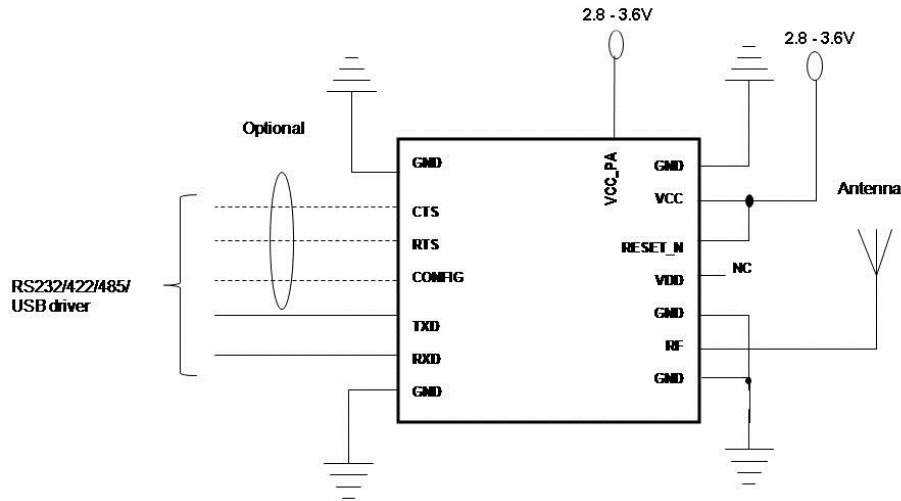 2.8 - 3.6V
2.8 - 3.6V
Optional
GND
CTS
RTS
CONFIG
TXD
RXD
GND
VCC_PA
GND
VCC
RESET_N
VDD
NC
GND
RF
GND
Antenna
RS232/422/485/
USB driver